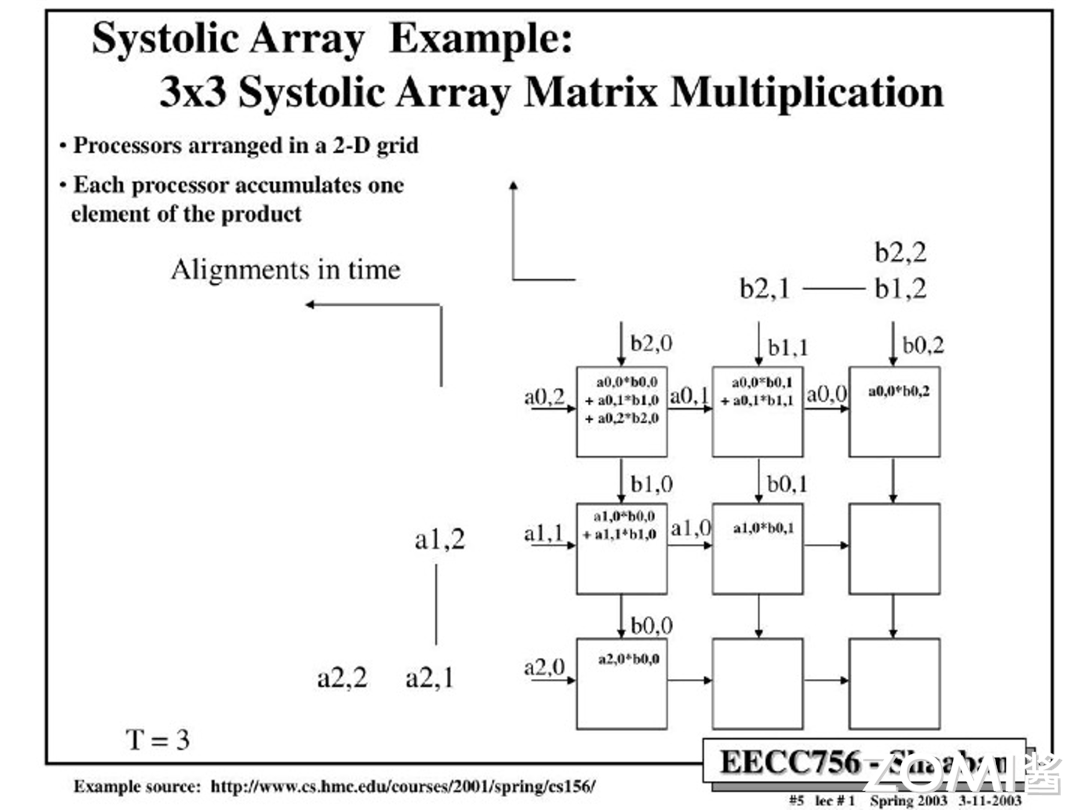 Systolic Array Example:
3x3 Systolic Array Matrix Multiplication
• Processors arranged in a 2-D grid
• Each processor accumulates one
element of the product
Alignments in time
b2,2
b2,1 b1,2
b2,0 b1,1 b0,2
a0,2
a0,0*b0,0
+ a0,1*b1,0
+ a0,2*b2,0
a0,1
a0,0*b0,1
+ a0,1*b1,1
a0,0
a0,0*b0,2
b1,0 b0,1
a1,2
a1,1
a1,0*b0,0
+ a1,1*b1,0
a1,0
a1,0*b0,1
b0,0
a2,2 a2,1
a2,0
a2,0*b0,0
T = 3
EECC756 - Shaaban
ZOMI酱
Example source: http://www.cs.hmc.edu/courses/2001/spring/cs156/
#5 lec # 1 Spring 2003 3-11-2003